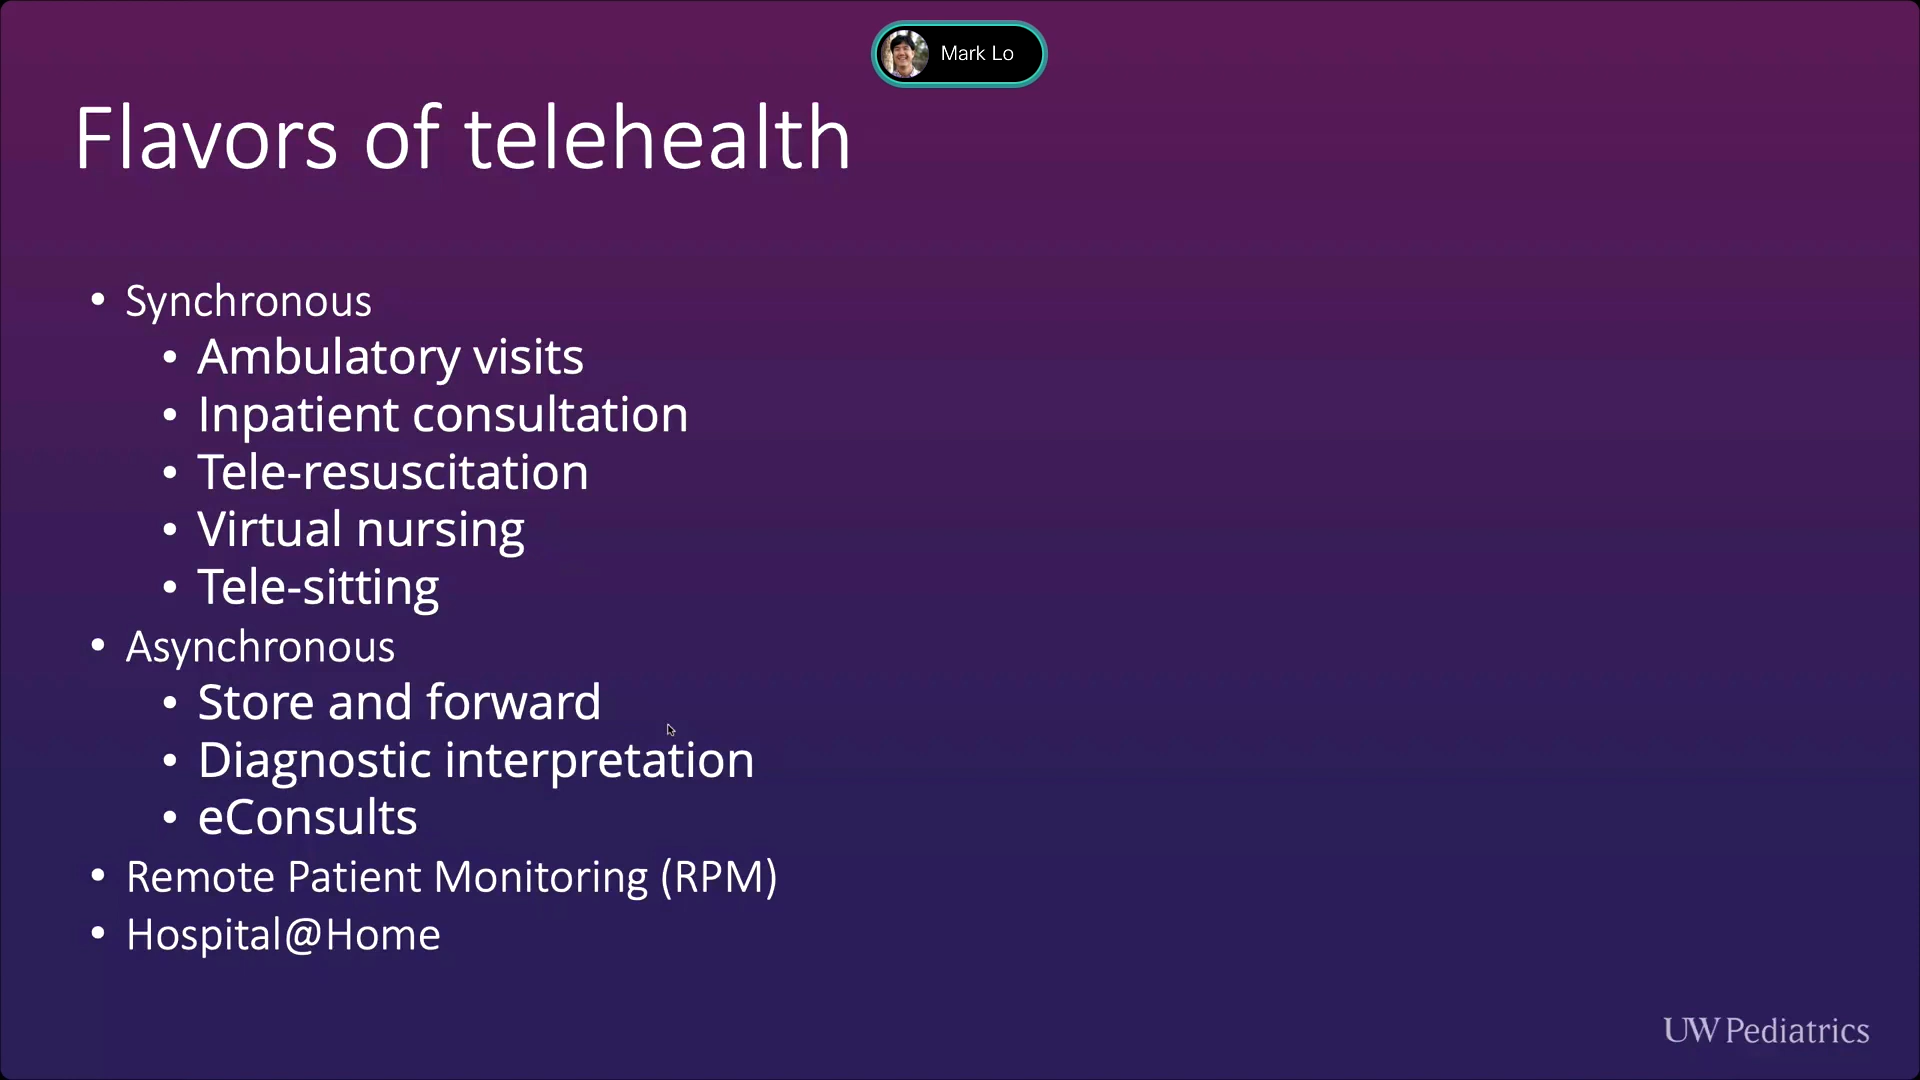 Mark Lo
Flavors of telehealth
• Synchronous
• Ambulatory visits
• Inpatient consultation
• Tele-resuscitation
• Virtual nursing
• Tele-sitting
• Asynchronous
• Store and forward
• Diagnostic interpretation
• eConsults
• Remote Patient Monitoring (RPM)
• Hospital@Home
UW Pediatrics